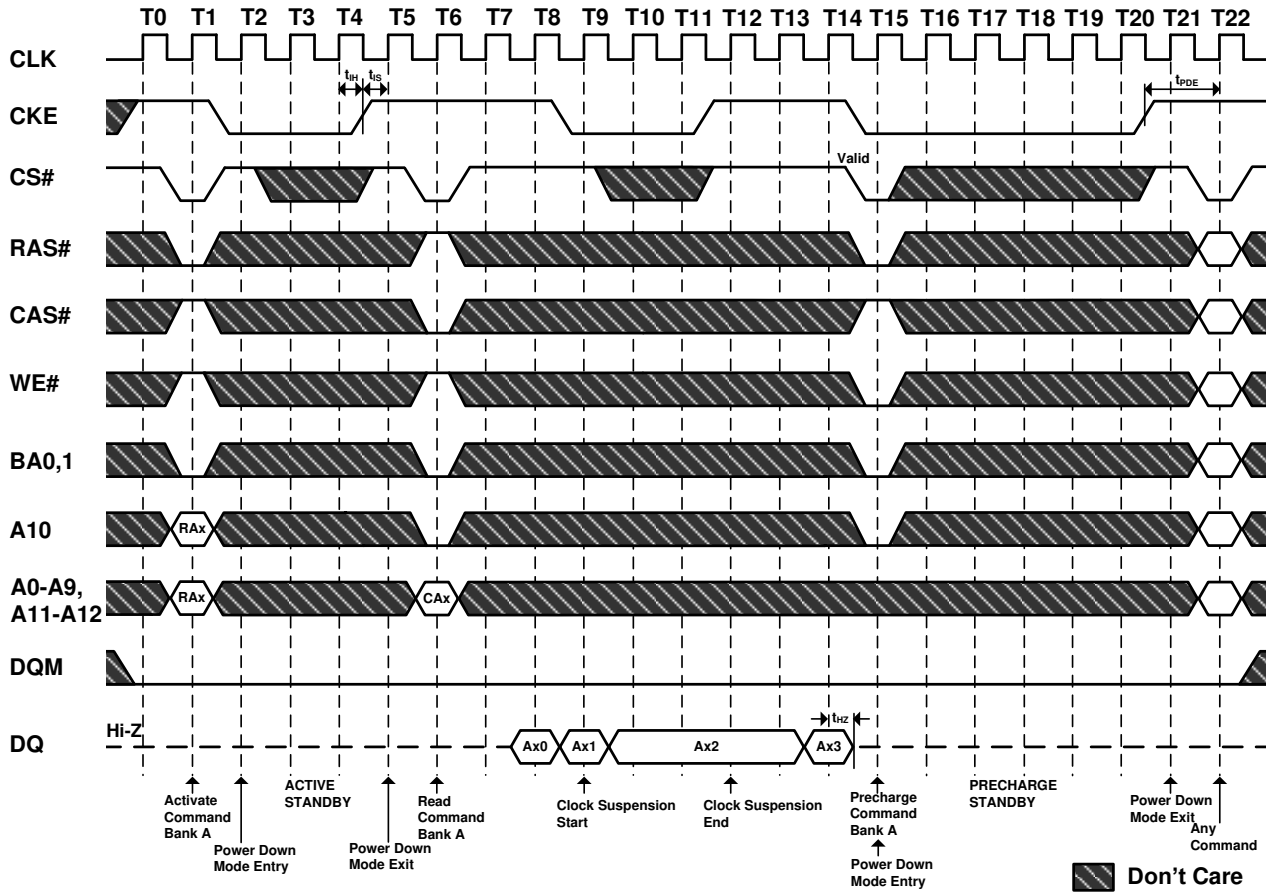 T0 T1 T2 T3 T4 T5 T6 T7 T8 T9 T10 T11 T12 T13 T14 T15 T16 T17 T18 T19 T20 T21 T22
CLK
tIH tIS tPDE
CKE
Valid
CS#
RAS#
CAS#
WE#
BA0,1
A10 RAx
A0-A9,
A11-A12 RAx CAx
DQM
Hi-Z tHZ
DQ Ax0 Ax1 Ax2 Ax3
Activate
Command
Bank A
Power Down
Mode Entry
ACTIVE
STANDBY
Power Down
Mode Exit
Read
Command
Bank A
Clock Suspension
Start
Clock Suspension
End
Precharge
Command
Bank A
Power Down
Mode Entry
PRECHARGE
STANDBY
Power Down
Mode Exit
Any
Command
Don't Care